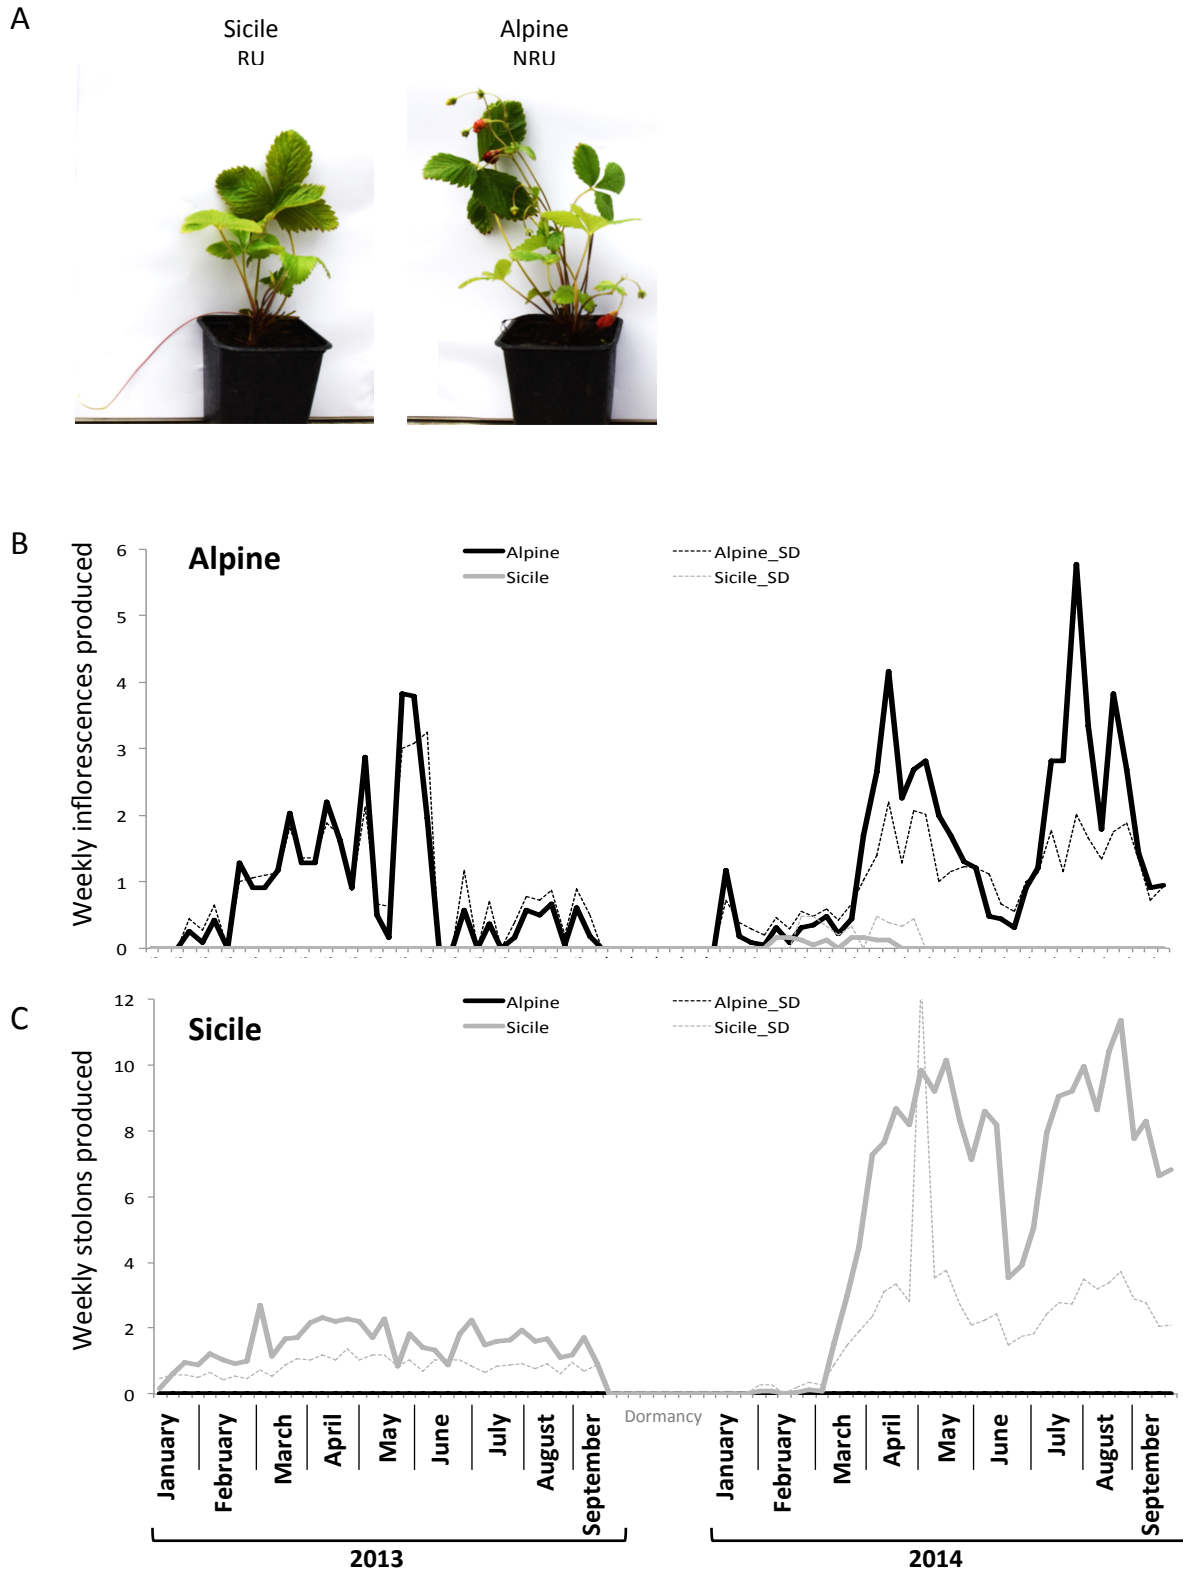 A
Sicile
RU
Alpine
NRU
B
Weekly inflorescences produced
Alpine
Alpine
Alpine_SD
Sicile
Sicile_SD
6
5
4
3
2
1
0
C
Weekly stolons produced
Sicile
Alpine
Alpine_SD
Sicile
Sicile_SD
12
10
8
6
4
2
0
Dormancy
January
February
March
April
May
June
July
August
September
January
February
March
April
May
June
July
August
September
2013
2014